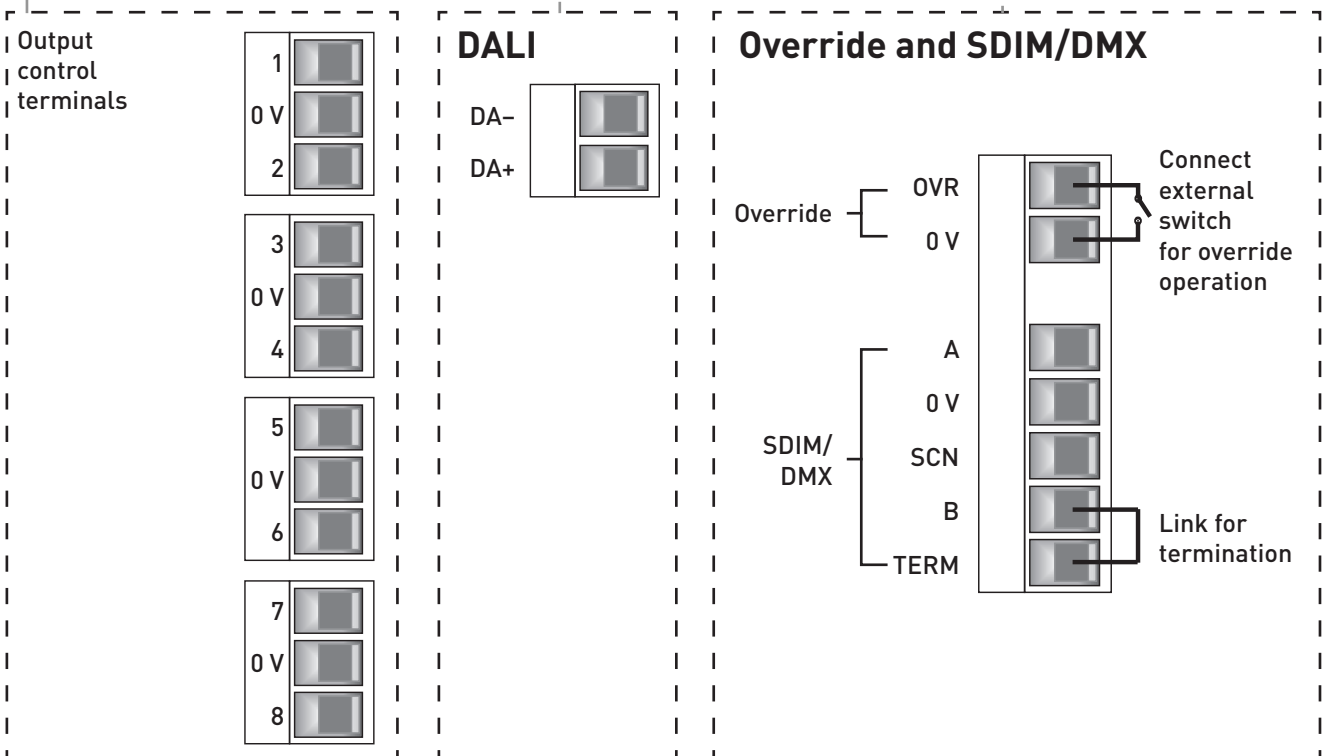 Output
control
terminals
1
0 V
2
3
0 V
4
5
0 V
6
7
0 V
8
DALI
DA–
DA+
Override and SDIM/DMX
Override
OVR
0 V
Connect
external
switch
for override
operation
SDIM/
DMX
A
0 V
SCN
B
TERM
Link for
termination